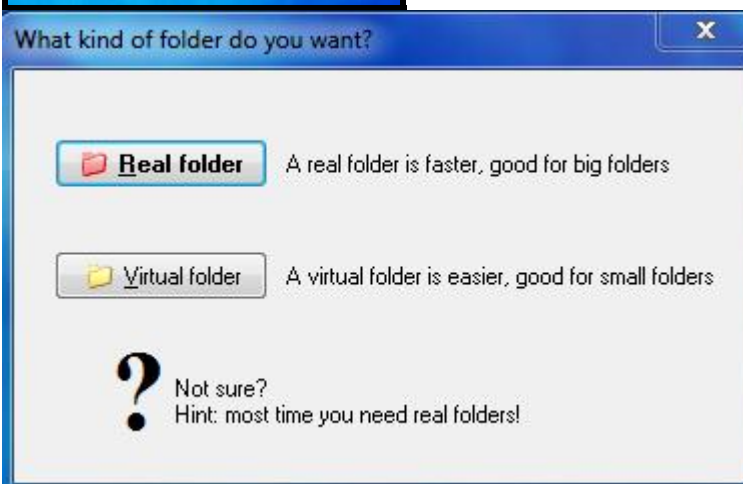 What kind of folder do you want?
x
Real folder A real folder is faster, good for big folders
Virtual folder A virtual folder is easier, good for small folders
?
Not sure?
Hint: most time you need real folders!